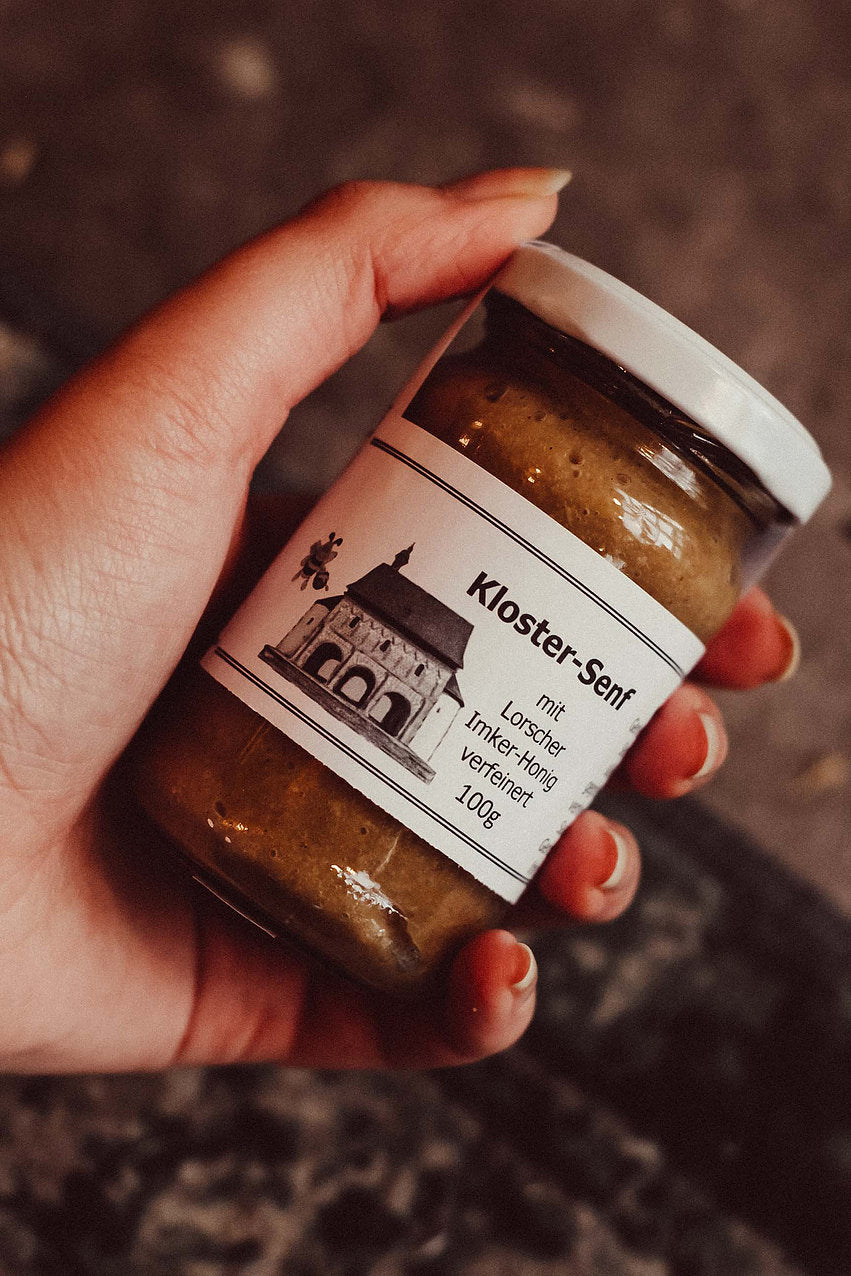 Kloster-Senf
mit
Lorscher
Imker-Honig
verfeinert
100g